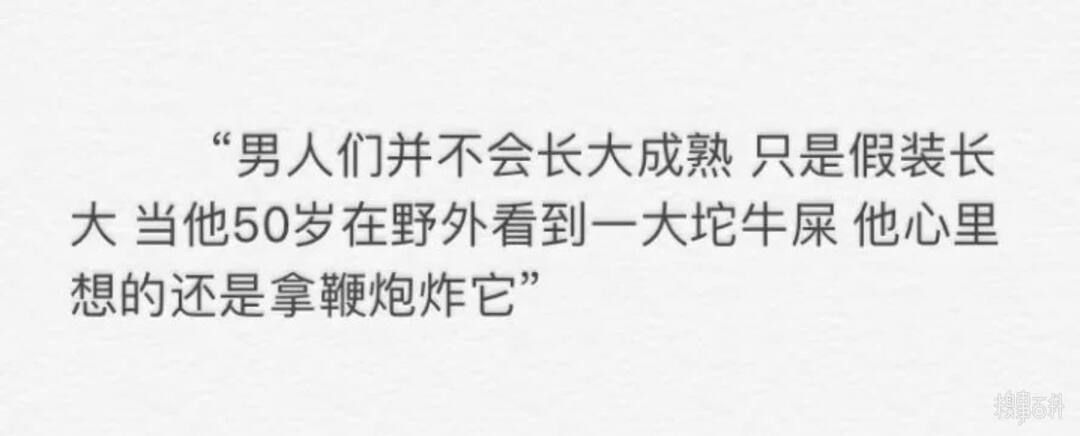 “男人们并不会长大成熟 只是假装长
大 当他50岁在野外看到一大坨牛屎 他心里
想的还是拿鞭炮炸它”